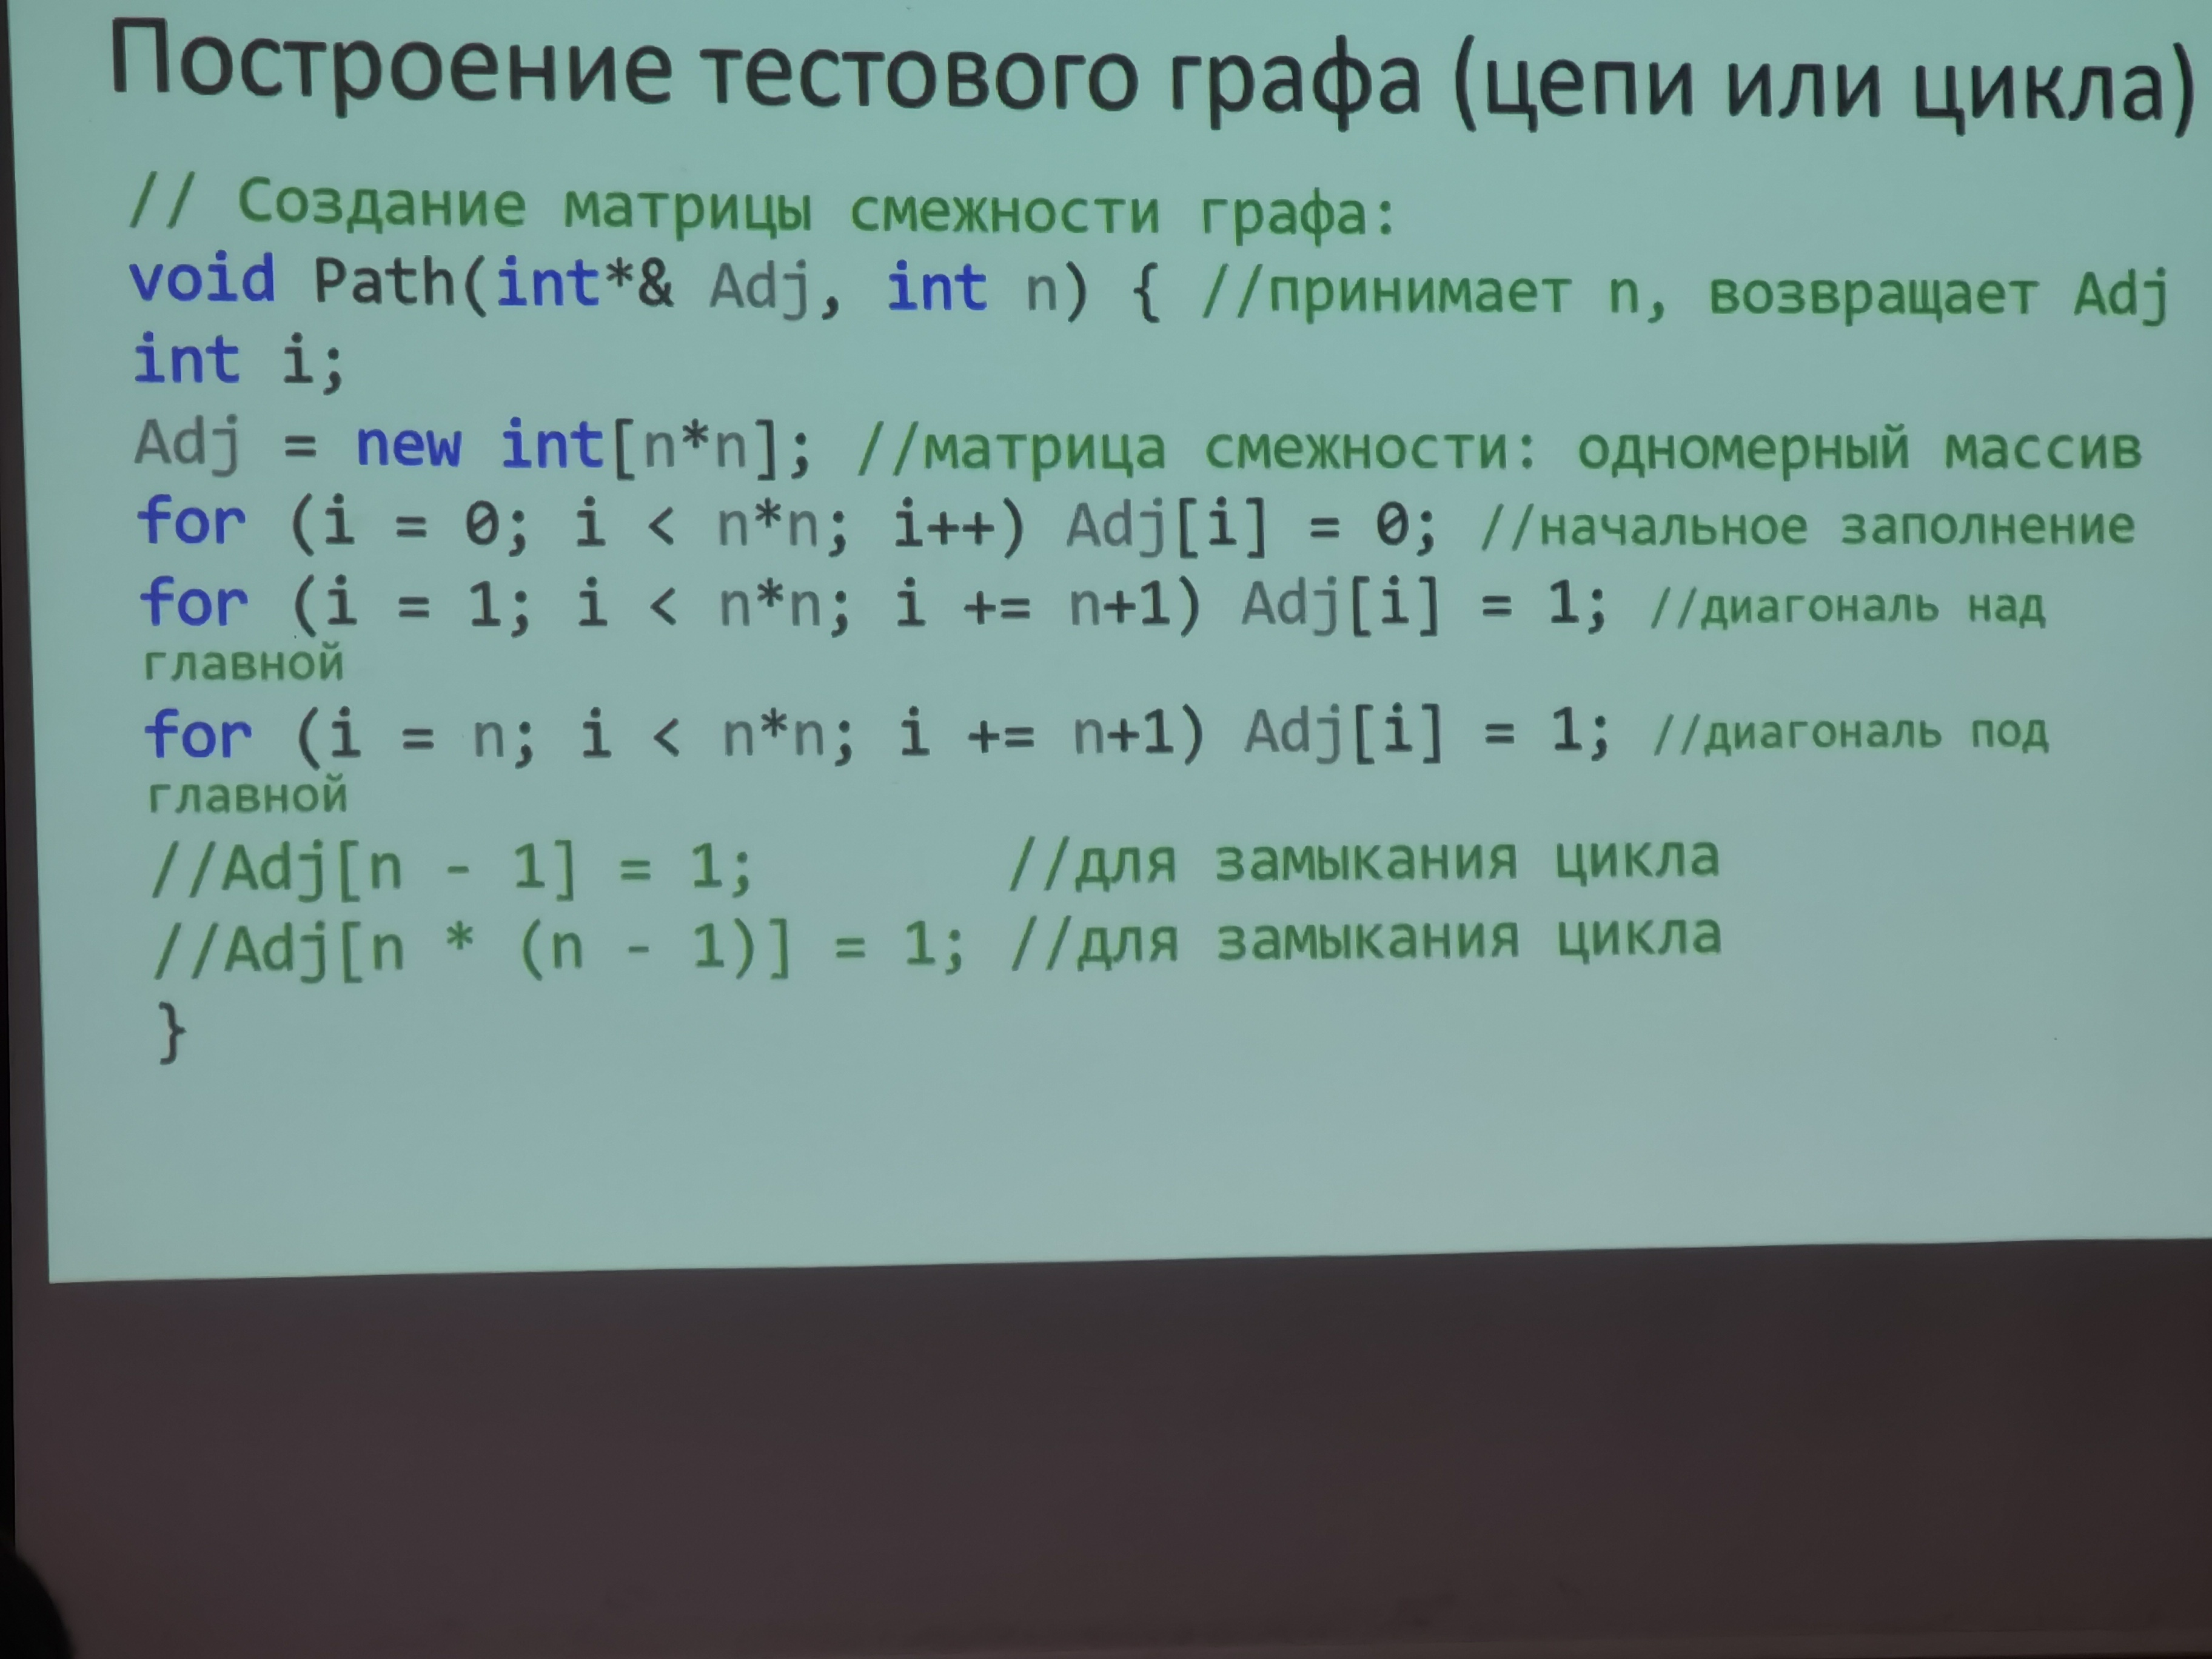 Построение тестового графа (цепи или цикла)
// Создание матрицы смежности графа:
void Path(int*& Adj, int n) { //принимает n, возвращает Adj
int i;
Adj = new int[n*n]; //матрица смежности: одномерный массив
for (i = 0; i < n*n; i++) Adj[i] = 0; //начальное заполнение
for (i = 1; i < n*n; i += n+1) Adj[i] = 1; //диагональ над
главной
for (i = n; i < n*n; i += n+1) Adj[i] = 1; //диагональ под
главной
//Adj[n - 1] = 1; //для замыкания цикла
//Adj[n * (n - 1)] = 1; //для замыкания цикла
}